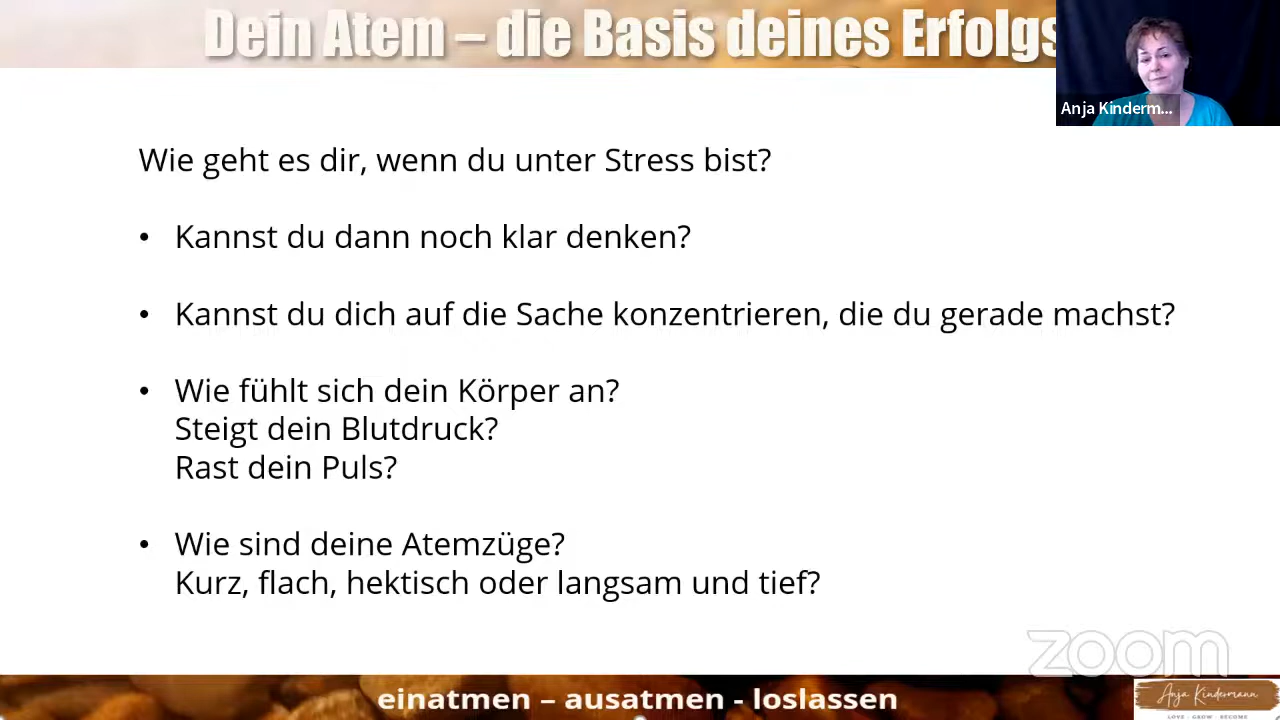 Dein Atem – die Basis deines Erfolgs
Anja Kinderm...
Wie geht es dir, wenn du unter Stress bist?
• Kannst du dann noch klar denken?
• Kannst du dich auf die Sache konzentrieren, die du gerade machst?
• Wie fühlt sich dein Körper an?
Steigt dein Blutdruck?
Rast dein Puls?
• Wie sind deine Atemzüge?
Kurz, flach, hektisch oder langsam und tief?
zoom
einatmen – ausatmen - loslassen
Anja Kindermann
LOVE · GROW · BECOME